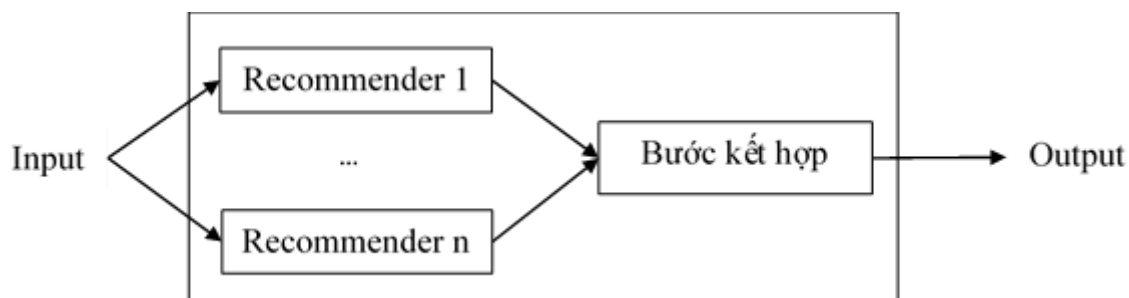 Recommender 1
Input
...
Bước kết hợp
Output
Recommender n